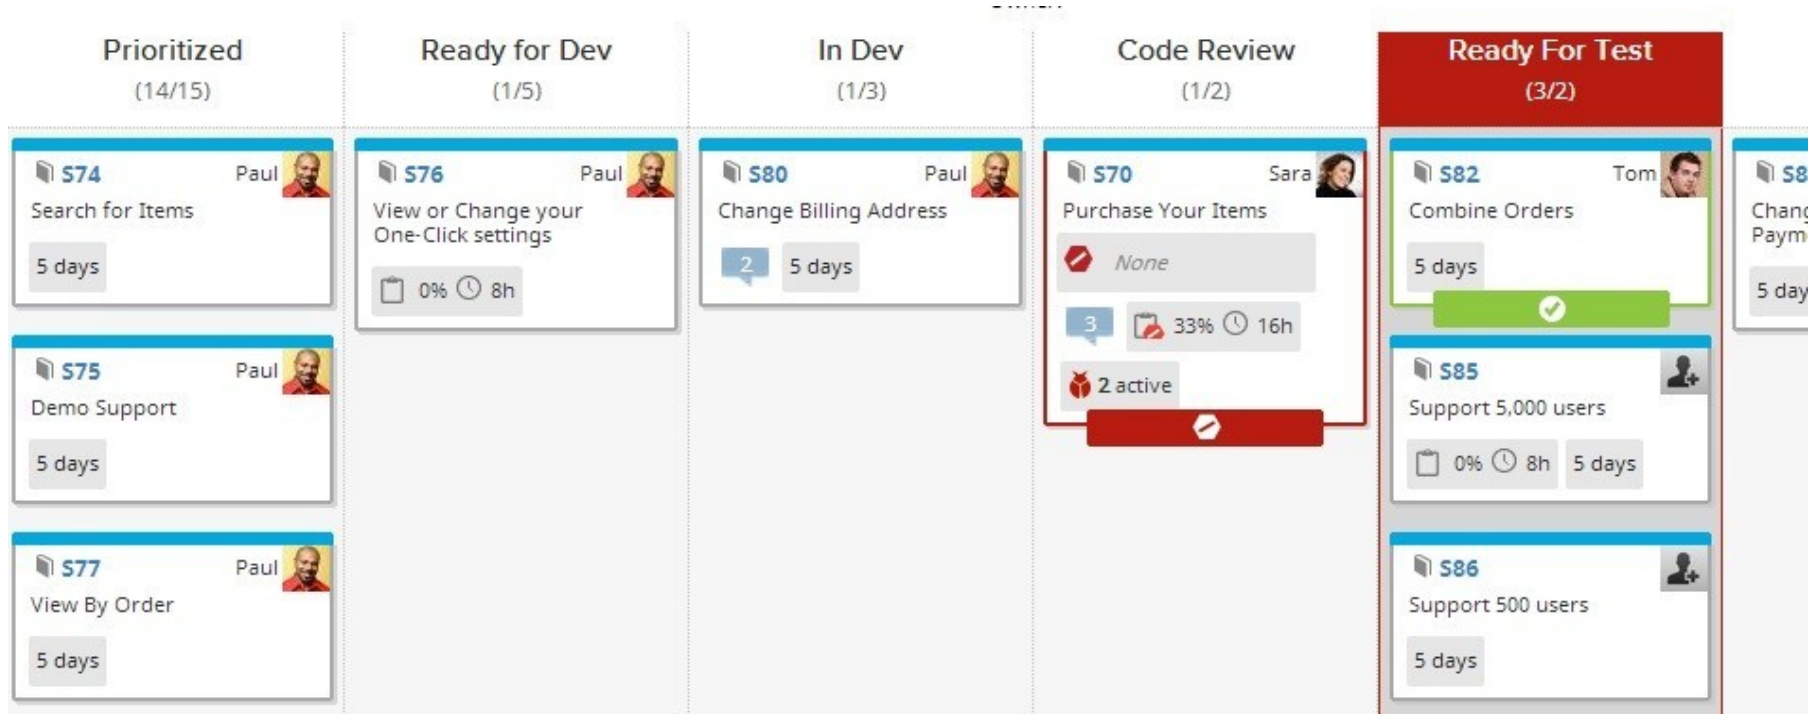 Prioritized
(14/15)
Ready for Dev
(1/5)
In Dev
(1/3)
Code Review
(1/2)
Ready For Test
(3/2)
S74 Paul
Search for Items
5 days
S75 Paul
Demo Support
5 days
S77 Paul
View By Order
5 days
S76 Paul
View or Change your
One-Click settings
0% 8h
S80 Paul
Change Billing Address
2 5 days
S70 Sara
Purchase Your Items
None
3 33% 16h
2 active
S82 Tom
Combine Orders
5 days
S85
Support 5,000 users
0% 8h 5 days
S86
Support 500 users
5 days